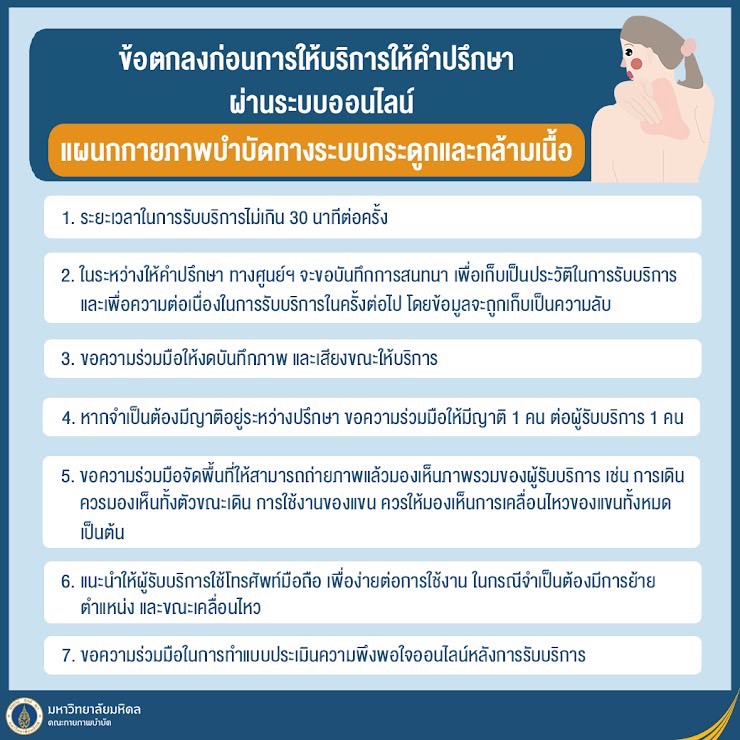 ข้อตกลงก่อนการให้บริการให้คำปรึกษา
ผ่านระบบออนไลน์
แผนกกายภาพบำบัดทางระบบกระดูกและกล้ามเนื้อ
1. ระยะเวลาในการรับบริการไม่เกิน 30 นาทีต่อครั้ง
2. ในระหว่างให้คำปรึกษา ทางศูนย์ฯ จะขอบันทึกการสนทนา เพื่อเก็บเป็นประวัติในการรับบริการ
และเพื่อความต่อเนื่องในการรับบริการในครั้งต่อไป โดยข้อมูลจะถูกเก็บเป็นความลับ
3. ขอความร่วมมือให้งดบันทึกภาพ และเสียงขณะให้บริการ
4. หากจำเป็นต้องมีญาติอยู่ระหว่างปรึกษา ขอความร่วมมือให้มีญาติ 1 คน ต่อผู้รับบริการ 1 คน
5. ขอความร่วมมือจัดพื้นที่ให้สามารถถ่ายภาพแล้วมองเห็นภาพรวมของผู้รับบริการ เช่น การเดิน
ควรมองเห็นทั้งตัวขณะเดิน การใช้งานของแขน ควรให้มองเห็นการเคลื่อนไหวของแขนทั้งหมด
เป็นต้น
6. แนะนำให้ผู้รับบริการใช้โทรศัพท์มือถือ เพื่อง่ายต่อการใช้งาน ในกรณีจำเป็นต้องมีการย้าย
ตำแหน่ง และขณะเคลื่อนไหว
7. ขอความร่วมมือในการทำแบบประเมินความพึงพอใจออนไลน์หลังการรับบริการ
มหาวิทยาลัยมหิดล
คณะกายภาพบำบัด